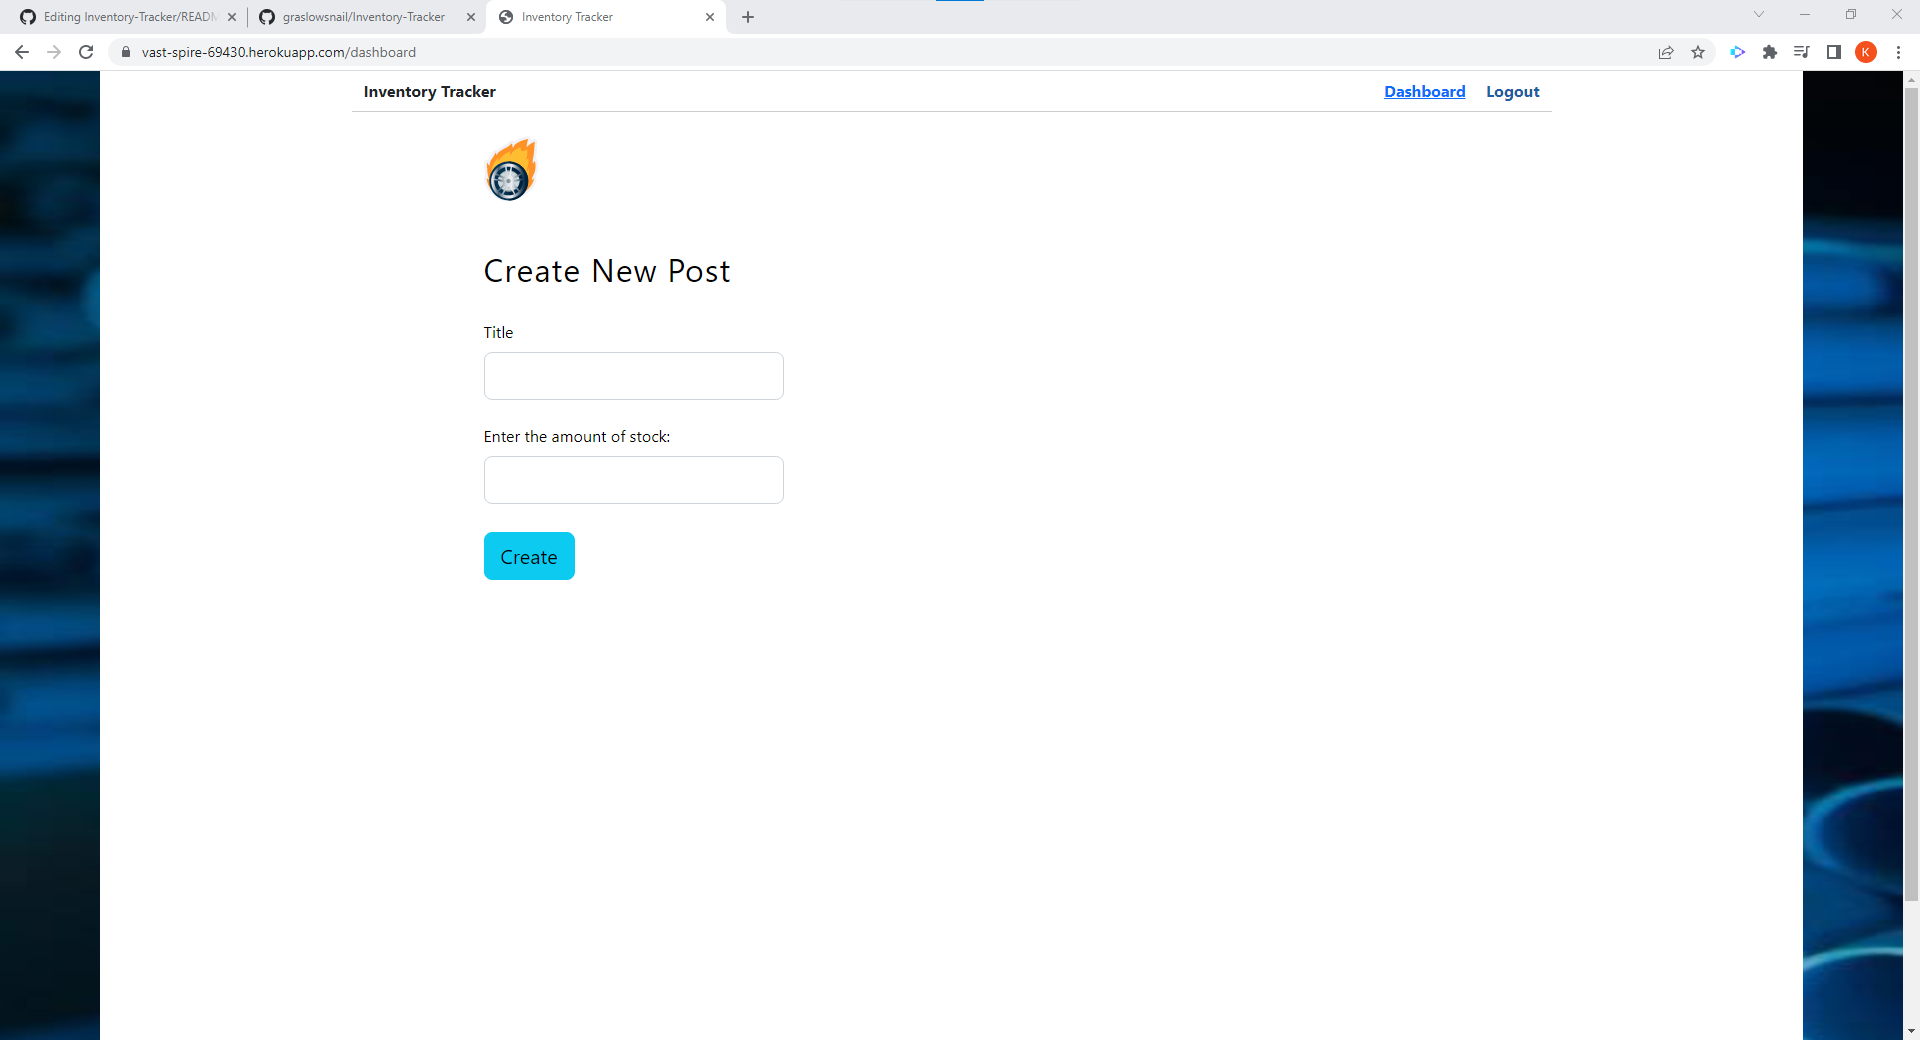 Editing Inventory-Tracker/READM
graslowsnail/Inventory-Tracker
Inventory Tracker
vast-spire-69430.herokuapp.com/dashboard
K
Inventory Tracker
Dashboard
Logout
Create New Post
Title
Enter the amount of stock:
Create